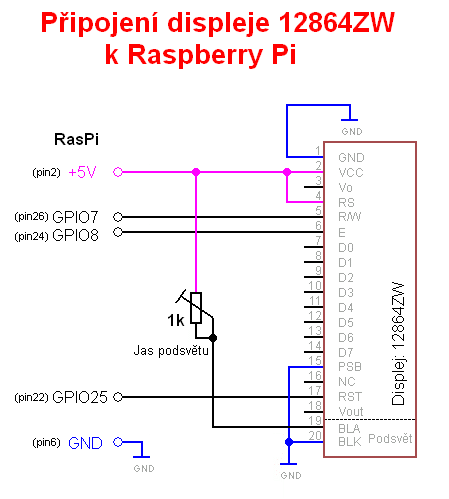 Připojení displeje 12864ZW
k Raspberry Pi
GND
RasPi
1 GND
(pin2) +5V 2 VCC
3 Vo
4 RS
(pin26) GPIO7 5 R/W
(pin24) GPIO8 6 E
7 D0
8 D1
9 D2
10 D3
11 D4
12 D5
13 D6
14 D7
1k
Jas podsvětu
15 PSB
16 NC
(pin22) GPIO25 17 RST
18 Vout
19 BLA
20 BLK
Podsvět
Displej: 12864ZW
(pin6) GND
GND
GND